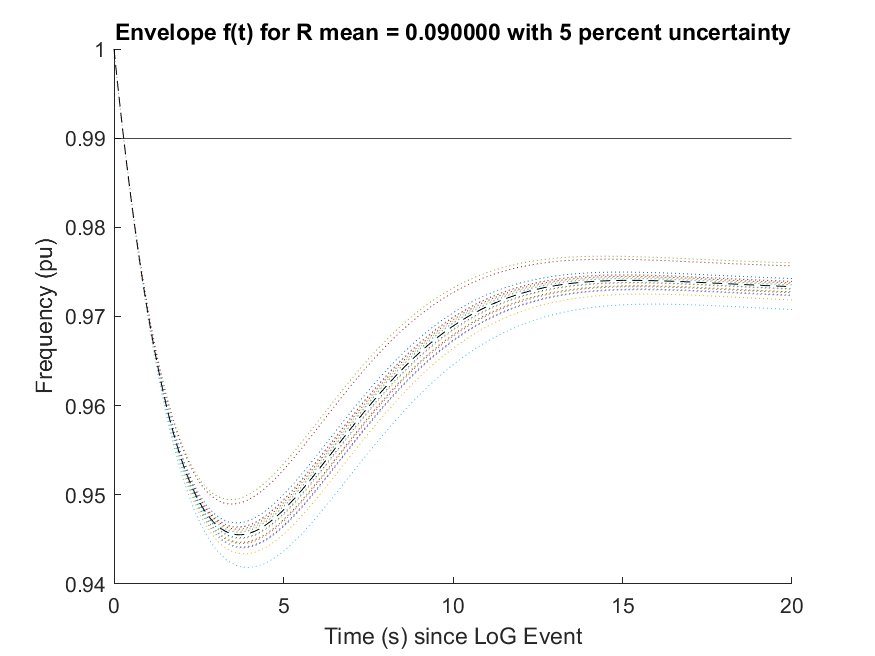 Envelope f(t) for R mean = 0.090000 with 5 percent uncertainty
1
0.99
0.98
0.97
0.96
0.95
0.94
Frequency (pu)
0 5 10 15 20
Time (s) since LoG Event